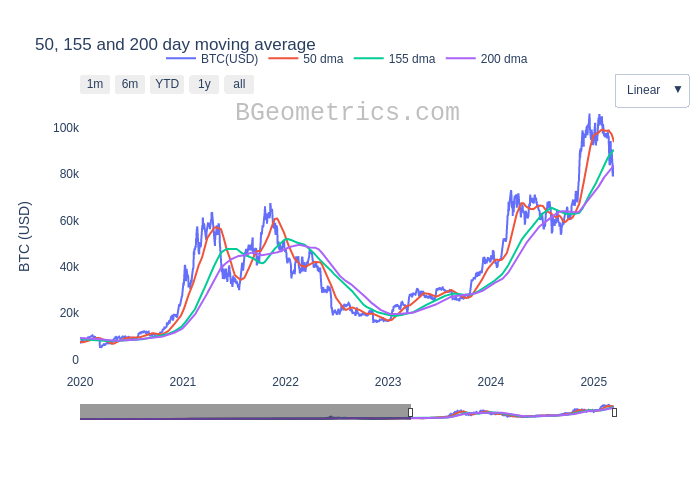 50, 155 and 200 day moving average
BTC(USD) 50 dma 155 dma 200 dma
1m 6m YTD 1y all
Linear ▼
BGeometrics.com
100k
80k
60k
40k
20k
0
BTC (USD)
2020 2021 2022 2023 2024 2025